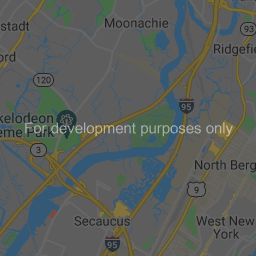 Moonachie
stadt
Ridgefie
ord
120
95
kelodeon
eme Park
For development purposes only
3
North Berg
9
Secaucus
West New
York
95